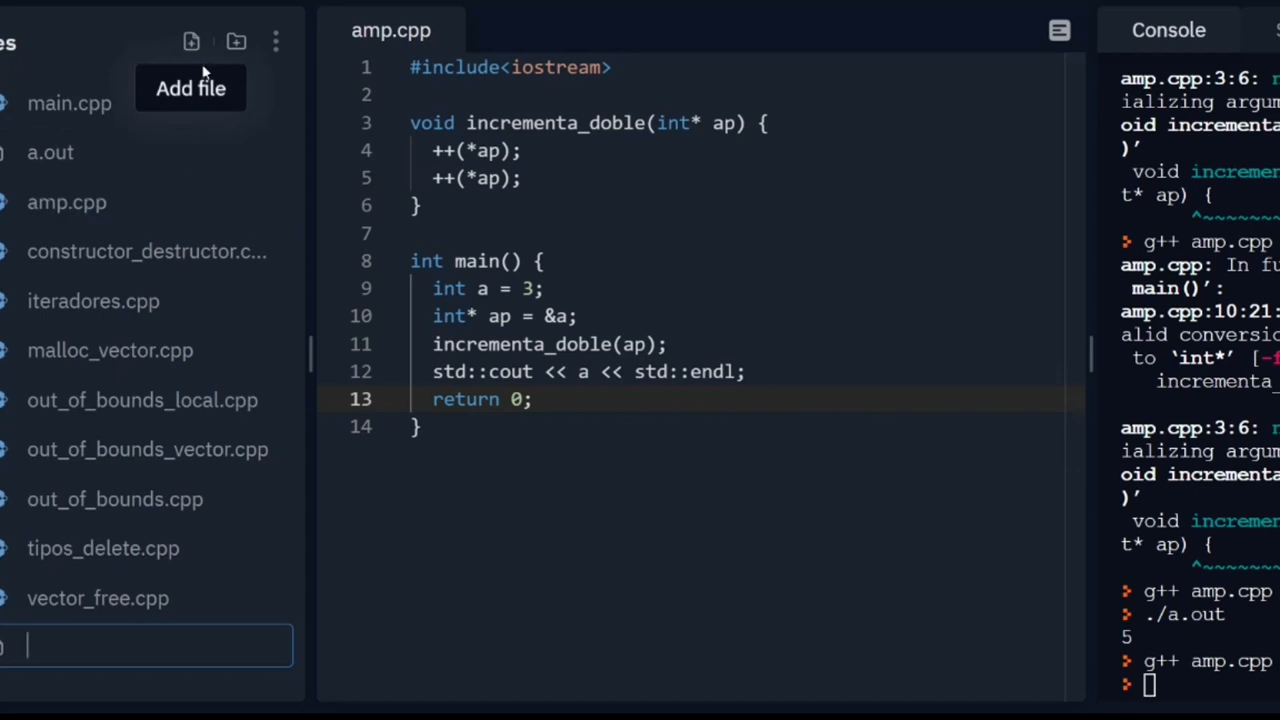 es
Add file
main.cpp
a.out
amp.cpp
constructor_destructor.c...
iteradores.cpp
malloc_vector.cpp
out_of_bounds_local.cpp
out_of_bounds_vector.cpp
out_of_bounds.cpp
tipos_delete.cpp
vector_free.cpp
amp.cpp
1 #include<iostream>
2
3 void incrementa_doble(int* ap) {
4 ++(*ap);
5 ++(*ap);
6 }
7
8 int main() {
9 int a = 3;
10 int* ap = &a;
11 incrementa_doble(ap);
12 std::cout << a << std::endl;
13 return 0;
14 }
Console
amp.cpp:3:6: n
ializing argum
oid incrementa
)’
void incremen
t* ap) {
^~~~~~~~
g++ amp.cpp
amp.cpp: In fu
main()’:
amp.cpp:10:21:
alid conversio
to ‘int*’ [-f
incrementa_
amp.cpp:3:6: n
ializing argum
oid incrementa
)’
void incremen
t* ap) {
^~~~~~~~
g++ amp.cpp
./a.out
5
g++ amp.cpp